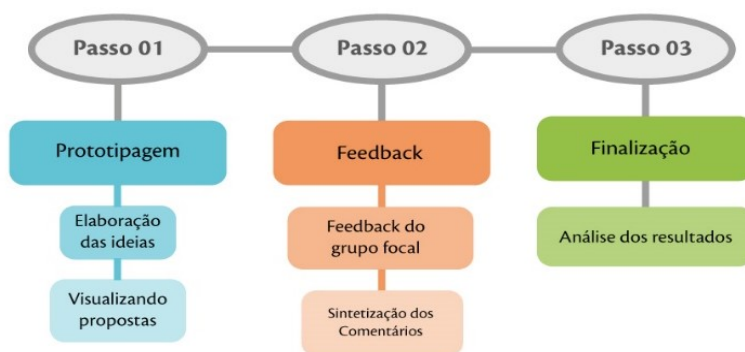 Passo 01
Passo 02
Passo 03
Prototipagem
Feedback
Finalização
Elaboração
das ideias
Feedback do
grupo focal
Análise dos resultados
Visualizando
propostas
Sintetização dos
Comentários